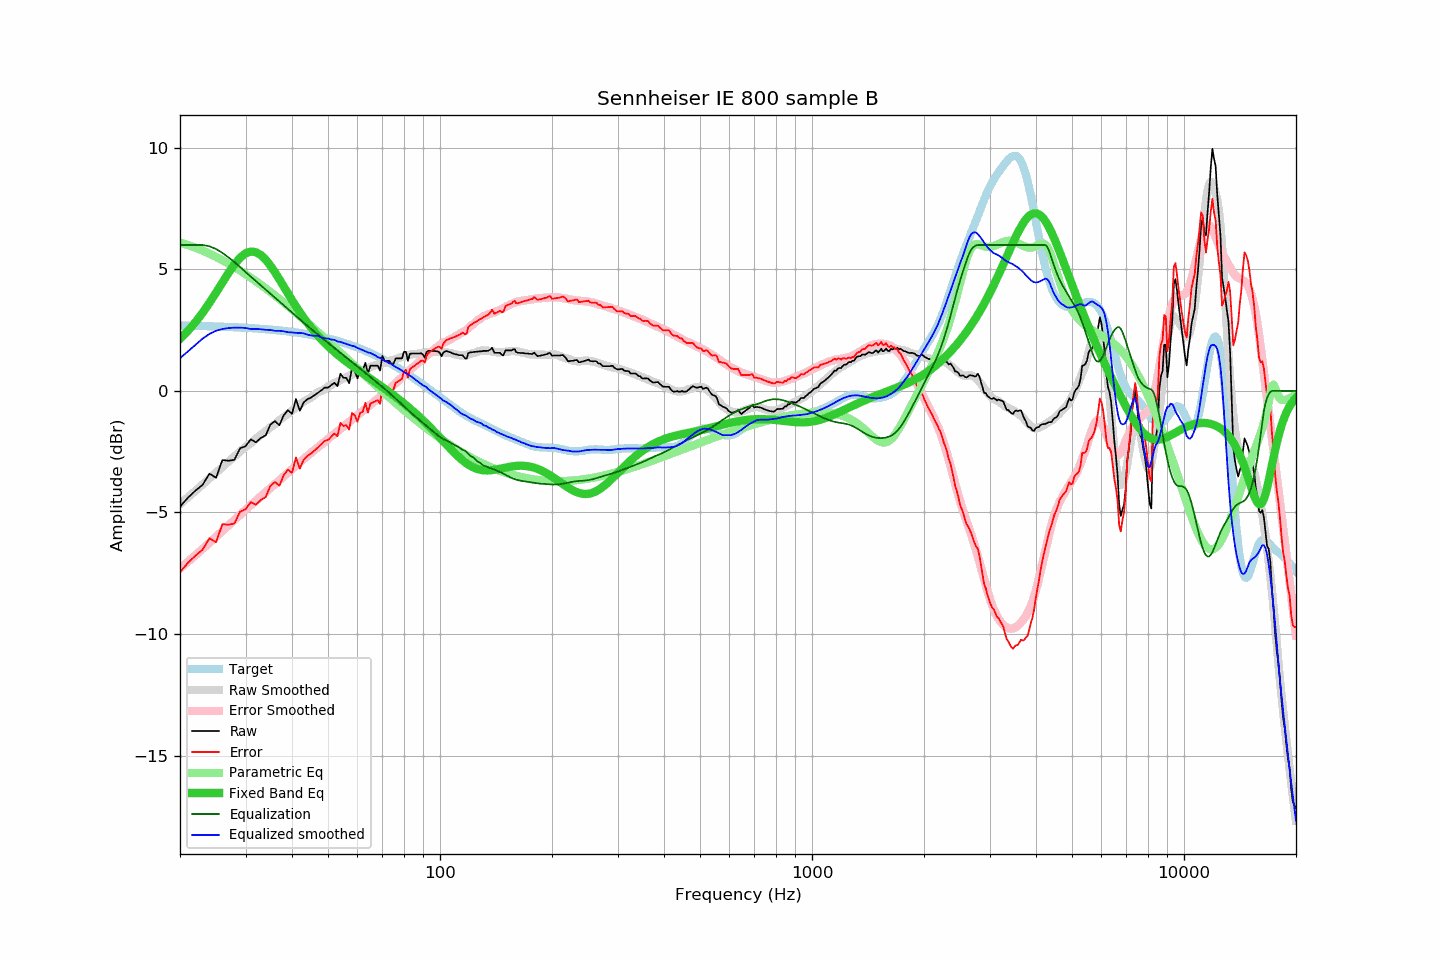 Sennheiser IE 800 sample B
10
5
0
−5
−10
−15
Amplitude (dBr)
Target
Raw Smoothed
Error Smoothed
Raw
Error
Parametric Eq
Fixed Band Eq
Equalization
Equalized smoothed
100
1000
10000
Frequency (Hz)